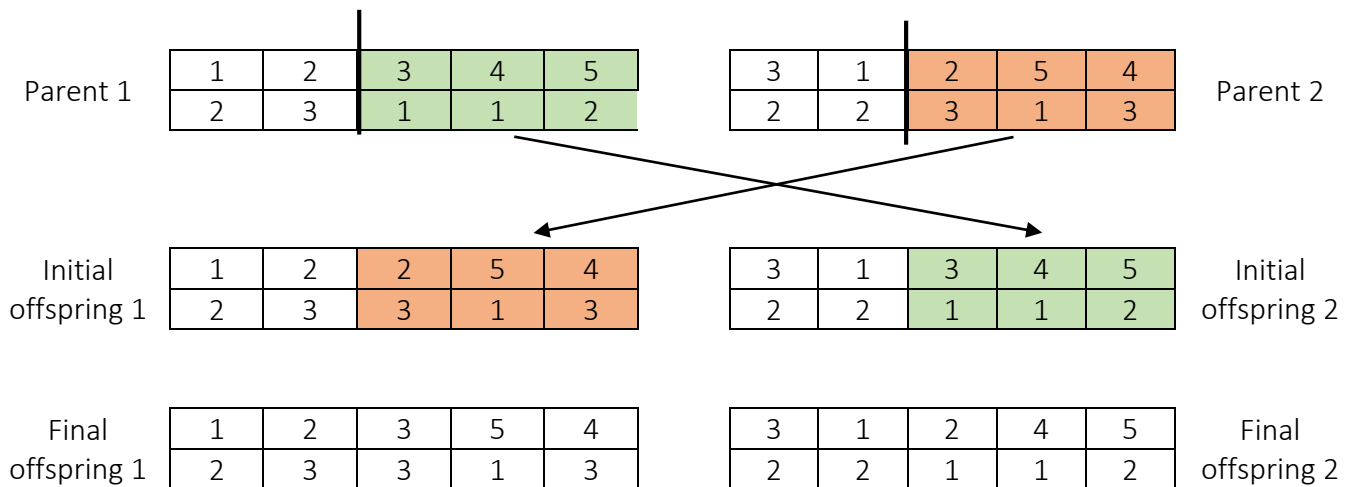 Parent 1
1 2 3 4 5
2 3 1 1 2
3 1 2 5 4
2 2 3 1 3
Parent 2
Initial
offspring 1
1 2 2 5 4
2 3 3 1 3
3 1 3 4 5
2 2 1 1 2
Initial
offspring 2
Final
offspring 1
1 2 3 5 4
2 3 3 1 3
3 1 2 4 5
2 2 1 1 2
Final
offspring 2